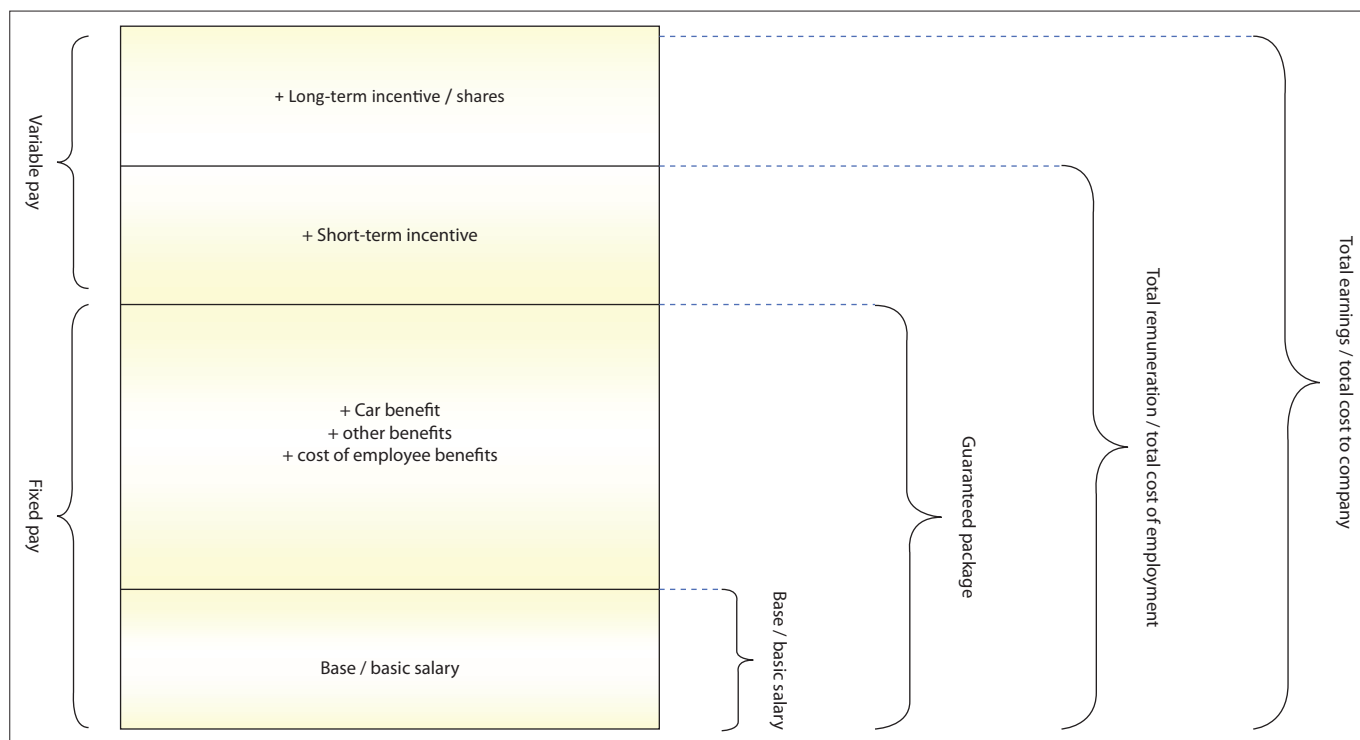 Variable pay
Fixed pay
+ Long-term incentive / shares
+ Short-term incentive
+ Car benefit
+ other benefits
+ cost of employee benefits
Base / basic salary
Base / basic salary
Guaranteed package
Total remuneration / total cost of employment
Total earnings / total cost to company